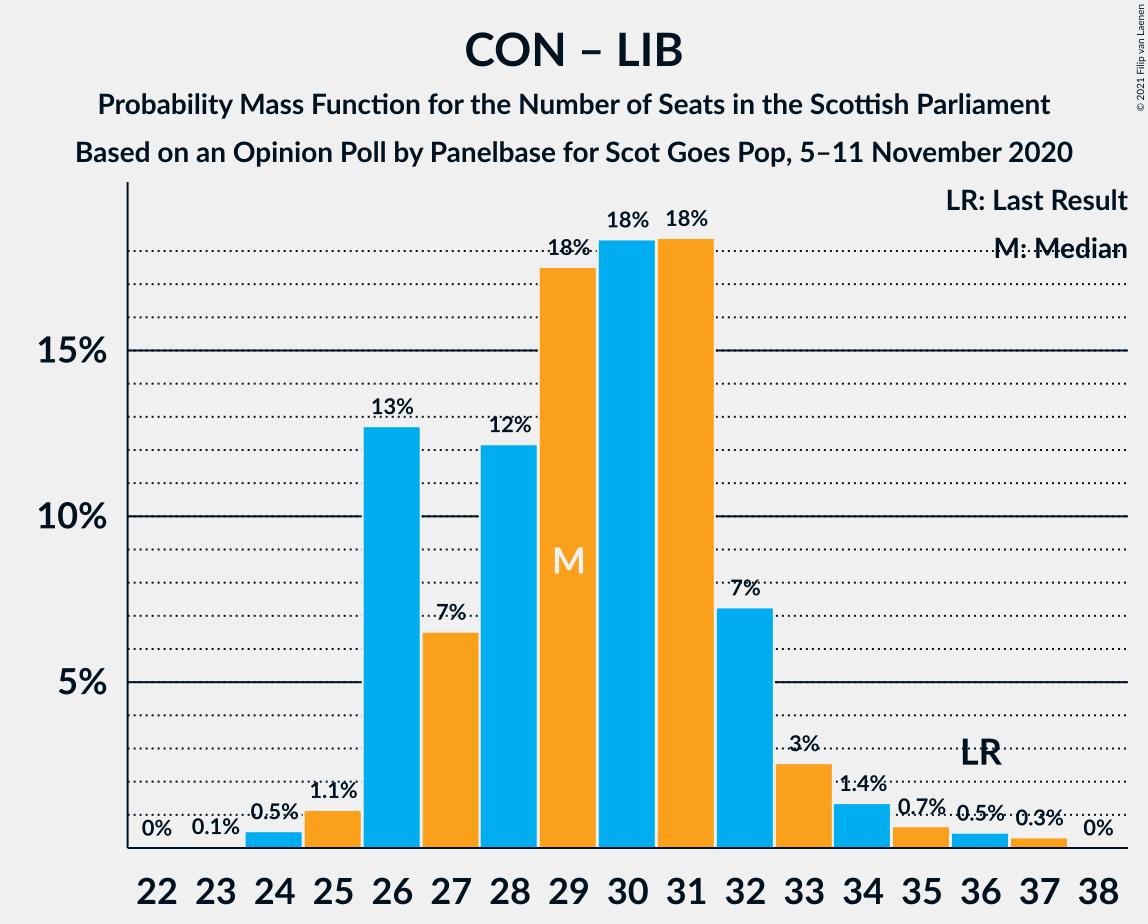 CON – LIB
Probability Mass Function for the Number of Seats in the Scottish Parliament
Based on an Opinion Poll by Panelbase for Scot Goes Pop, 5–11 November 2020
© 2021 Filip van Laenen
LR: Last Result
M: Median
15%
10%
5%
0% 0.1% 0.5% 1.1% 13% 7% 12% 18% 18% 18% 7% 3% 1.4% 0.7% 0.5% 0.3% 0%
M
LR
22 23 24 25 26 27 28 29 30 31 32 33 34 35 36 37 38